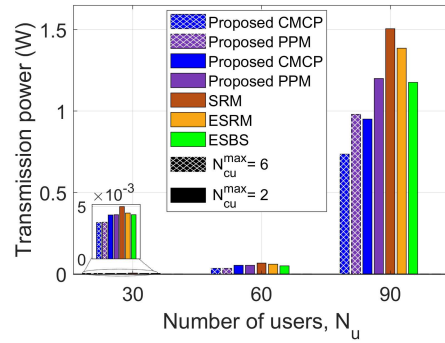 Transmission power (W)
1.5
1
0.5
0
Proposed CMCP
Proposed PPM
Proposed CMCP
Proposed PPM
SRM
ESRM
ESBS
N_cu^max = 6
N_cu^max = 2
×10^-3
5
0
30 60 90
Number of users, N_u